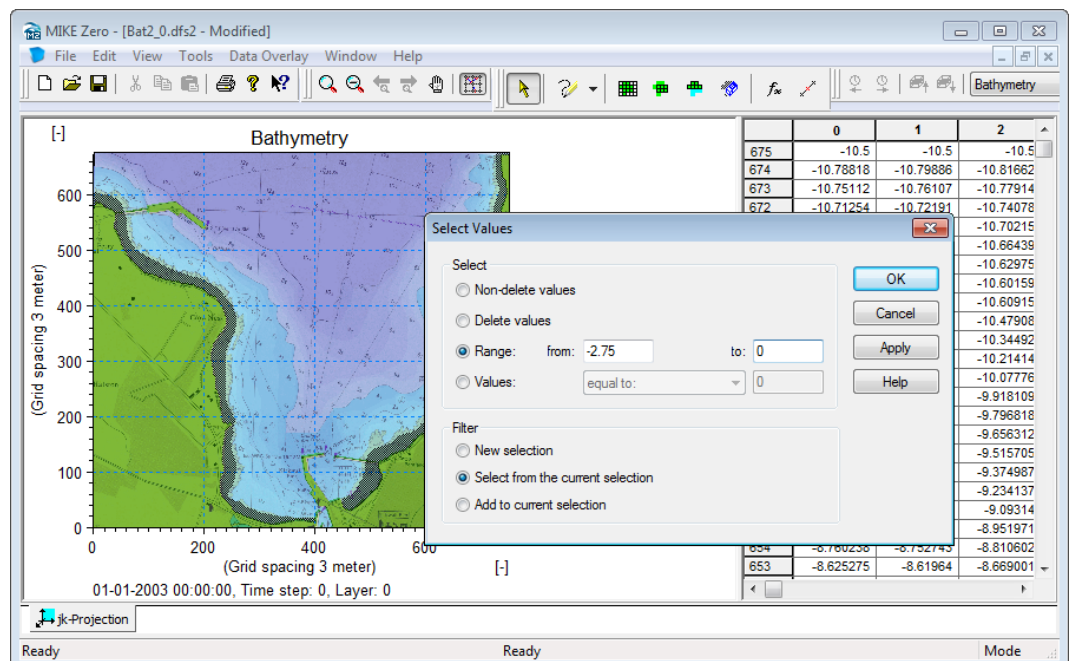 MIKE Zero - [Bat2_0.dfs2 - Modified]
File Edit View Tools Data Overlay Window Help
Bathymetry
[-]
Bathymetry
(Grid spacing 3 meter)
600
500
400
300
200
100
0
0 200 400 600
(Grid spacing 3 meter) [-]
01-01-2003 00:00:00, Time step: 0, Layer: 0
0 1 2
675 -10.5 -10.5 -10.5
674 -10.78818 -10.79886 -10.81662
673 -10.75112 -10.76107 -10.77914
672 -10.71254 -10.72191 -10.74078
-10.70215
-10.66439
-10.62975
-10.60159
-10.60915
-10.47908
-10.34492
-10.21414
-10.07776
-9.918109
-9.796818
-9.656312
-9.515705
-9.374987
-9.234137
-9.09314
-8.951971
654 -8.760238 -8.752743 -8.810602
653 -8.625275 -8.61964 -8.669001
Select Values
Select
Non-delete values
Delete values
Range: from: -2.75 to: 0
Values: equal to: 0
Filter
New selection
Select from the current selection
Add to current selection
OK
Cancel
Apply
Help
jk-Projection
Ready Ready Mode